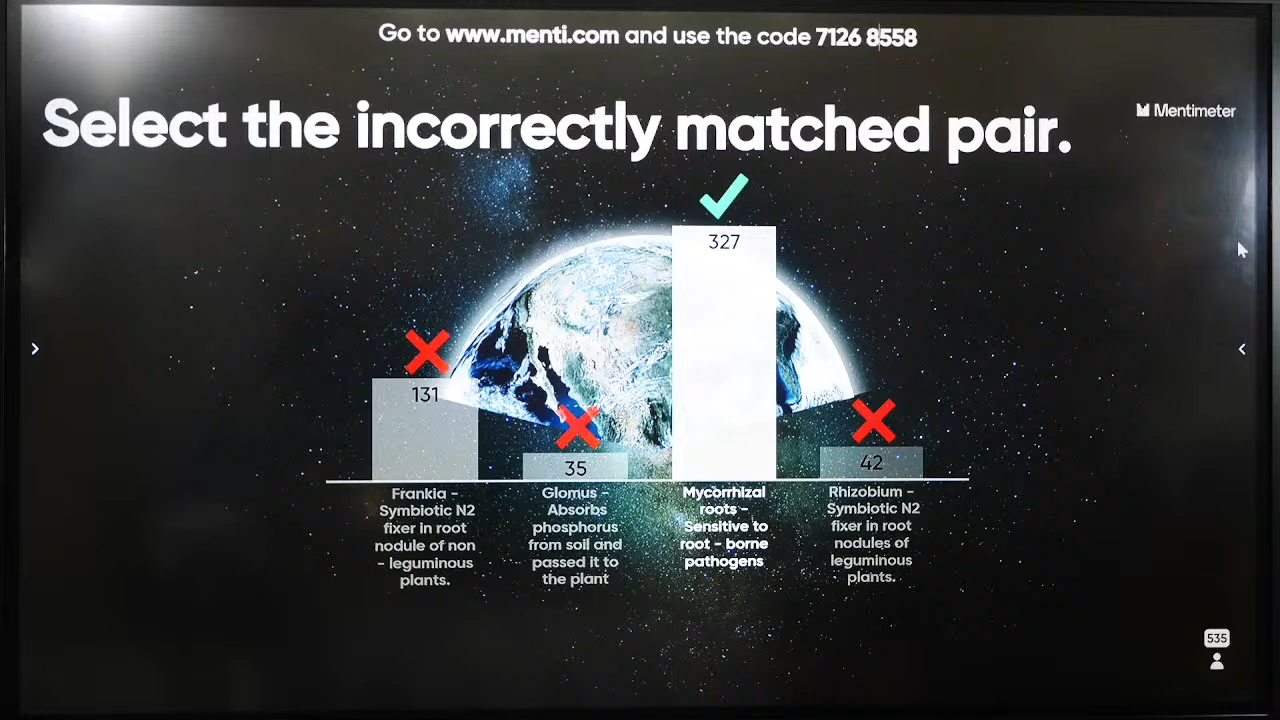 Go to www.menti.com and use the code 7126 8558
Mentimeter
Select the incorrectly matched pair.
131
35
327
42
Frankia -
Symbiotic N2
fixer in root
nodule of non
- leguminous
plants.
Glomus -
Absorbs
phosphorus
from soil and
passed it to
the plant
Mycorrhizal
roots -
Sensitive to
root - borne
pathogens
Rhizobium -
Symbiotic N2
fixer in root
nodules of
leguminous
plants.
535